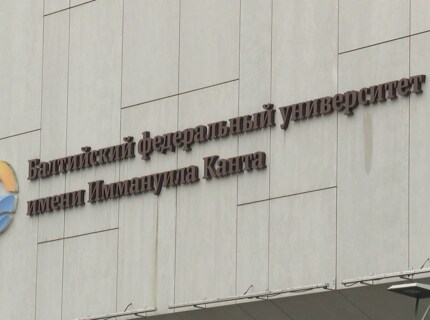 Балтийский федеральный университет
имени Иммануила Канта